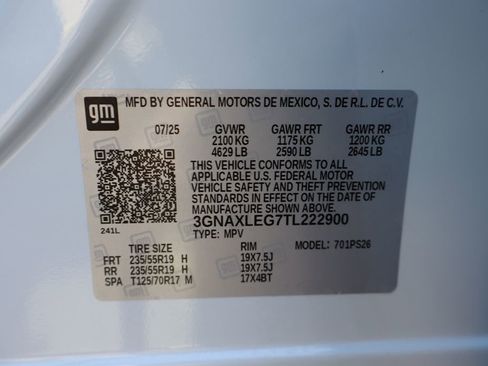 gm
MFD BY GENERAL MOTORS DE MEXICO, S. DE R.L. DE C.V.
07/25 GVWR GAWR FRT GAWR RR
2100 KG 1175 KG 1200 KG
4629 LB 2590 LB 2645 LB
THIS VEHICLE CONFORMS TO ALL
APPLICABLE U.S. FEDERAL MOTOR
VEHICLE SAFETY AND THEFT PREVENTION
STANDARDS IN EFFECT ON THE DATE OF
MANUFACTURE SHOWN ABOVE.
3GNAXLEG7TL222900
241L
TYPE: MPV MODEL: 701PS26
TIRE SIZE RIM
FRT 235/55R19 H 19X7.5J
RR 235/55R19 H 19X7.5J
SPA T125/70R17 M 17X4BT